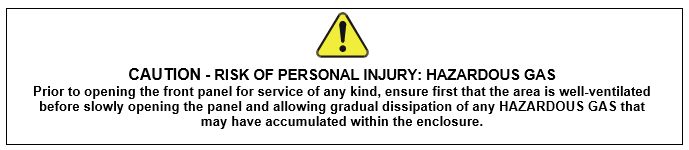 CAUTION - RISK OF PERSONAL INJURY: HAZARDOUS GAS
Prior to opening the front panel for service of any kind, ensure first that the area is well-ventilated
before slowly opening the panel and allowing gradual dissipation of any HAZARDOUS GAS that
may have accumulated within the enclosure.